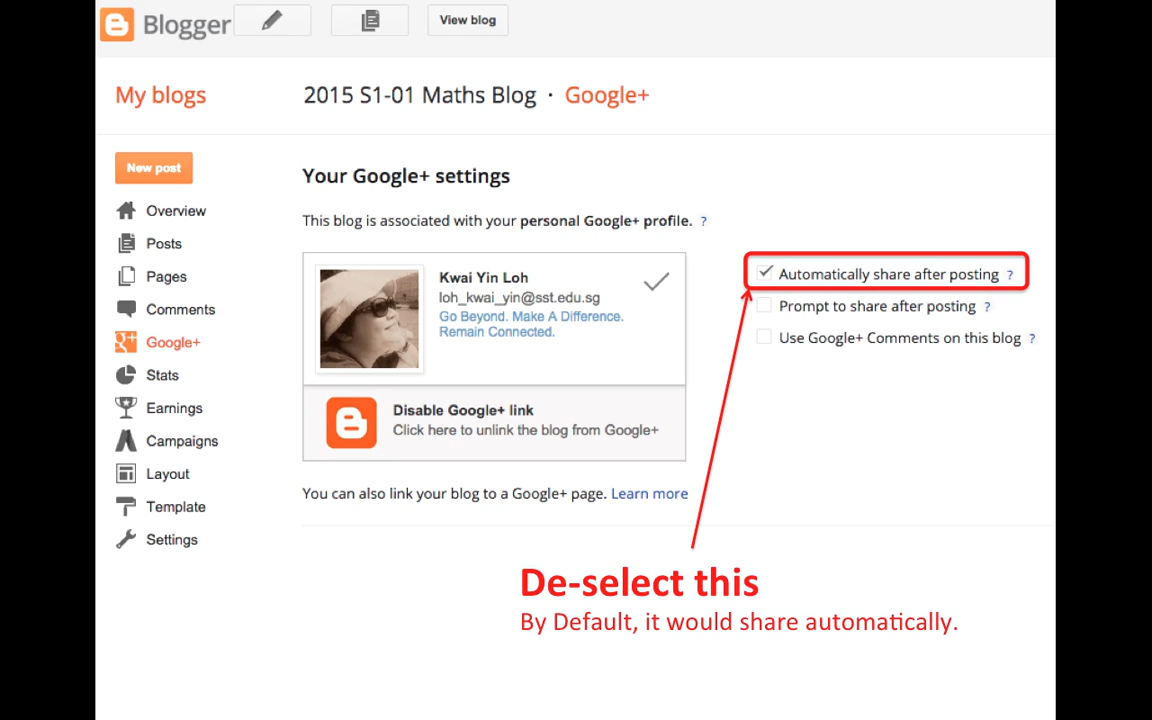 Blogger
View blog
My blogs
2015 S1-01 Maths Blog · Google+
New post
Overview
Posts
Pages
Comments
Google+
Stats
Earnings
Campaigns
Layout
Template
Settings
Your Google+ settings
This blog is associated with your personal Google+ profile. ?
Kwai Yin Loh
loh_kwai_yin@sst.edu.sg
Go Beyond. Make A Difference.
Remain Connected.
Disable Google+ link
Click here to unlink the blog from Google+
You can also link your blog to a Google+ page. Learn more
Automatically share after posting ?
Prompt to share after posting ?
Use Google+ Comments on this blog ?
De-select this
By Default, it would share automatically.